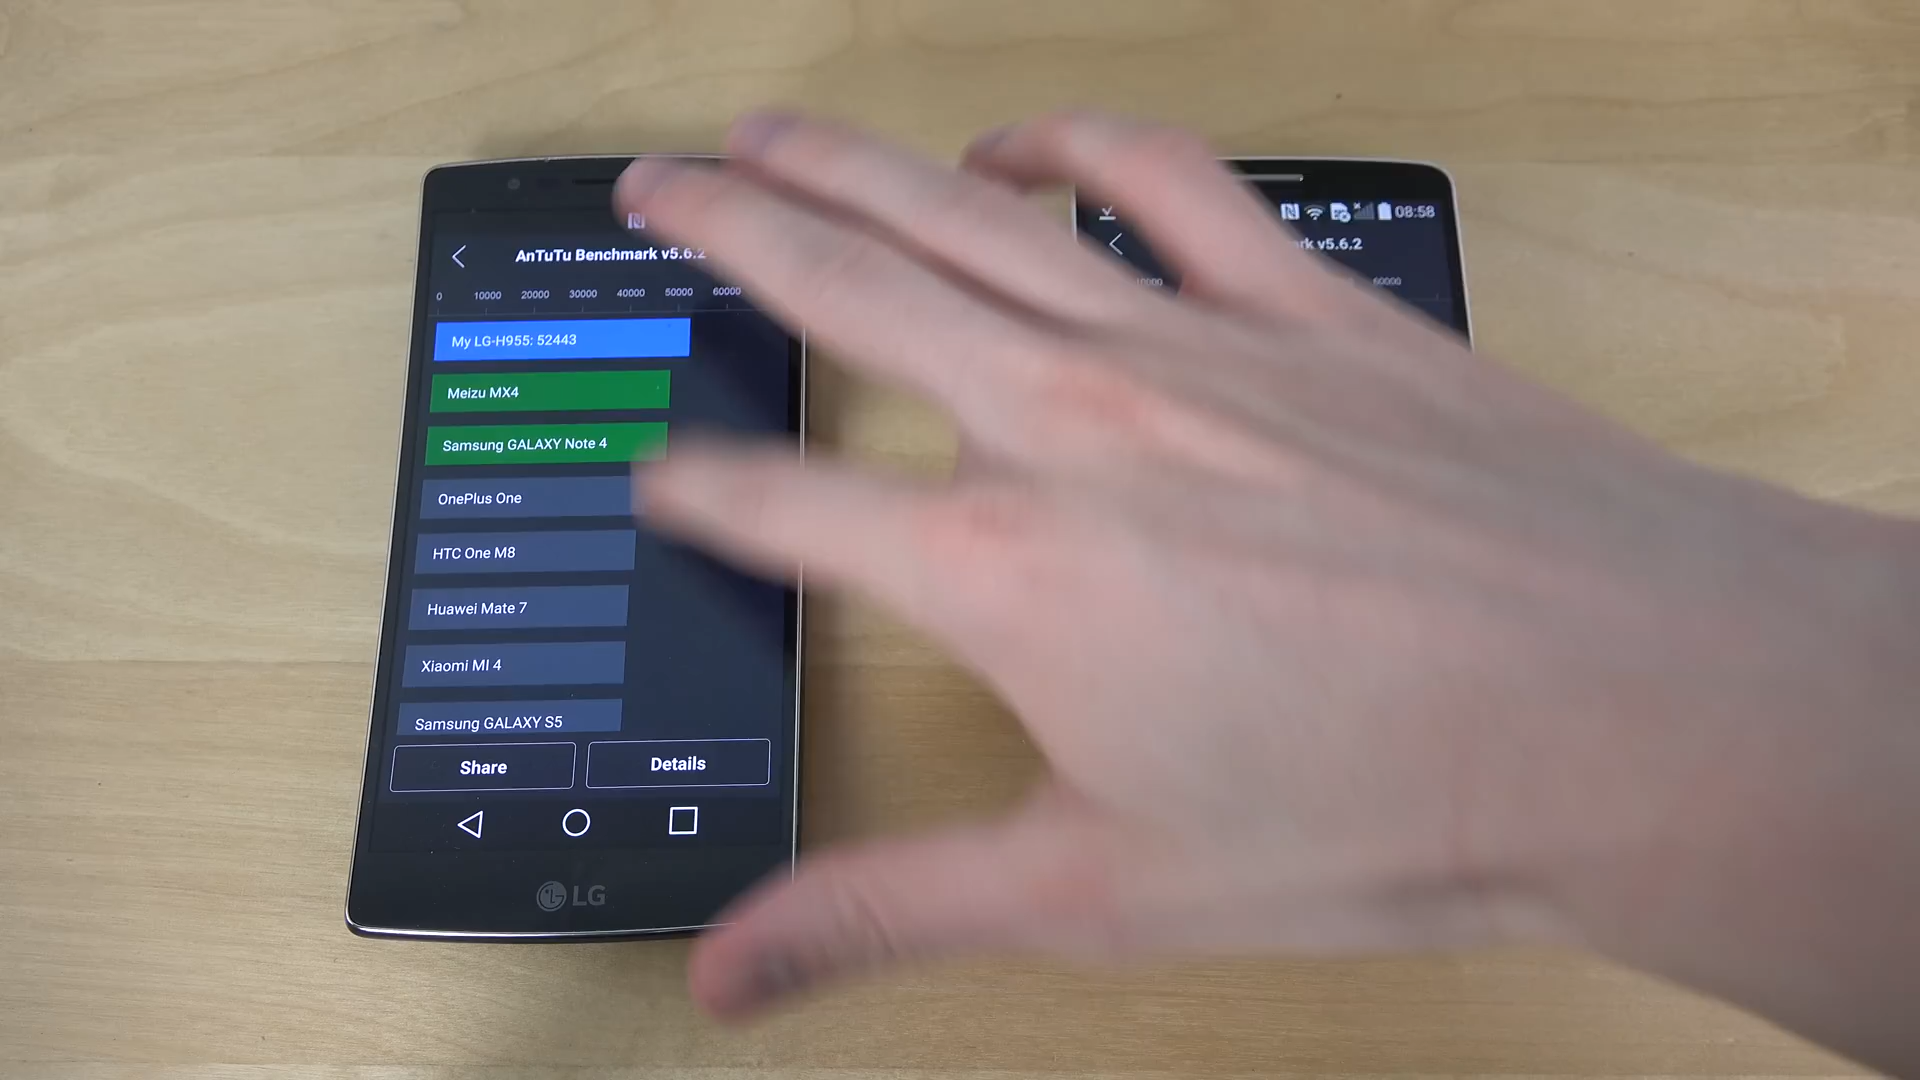 AnTuTu Benchmark v5.6.2
0 10000 20000 30000 40000 50000 60000
My LG-H955: 52443
Meizu MX4
Samsung GALAXY Note 4
OnePlus One
HTC One M8
Huawei Mate 7
Xiaomi MI 4
Samsung GALAXY S5
Share Details
LG
08:58
v5.6.2
10000 60000